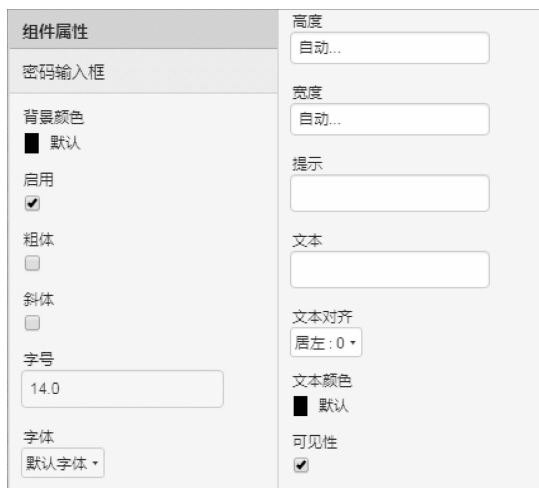 组件属性
密码输入框
背景颜色
默认
启用
粗体
斜体
字号
14.0
字体
默认字体
高度
自动...
宽度
自动...
提示
文本
文本对齐
居左 : 0
文本颜色
默认
可见性